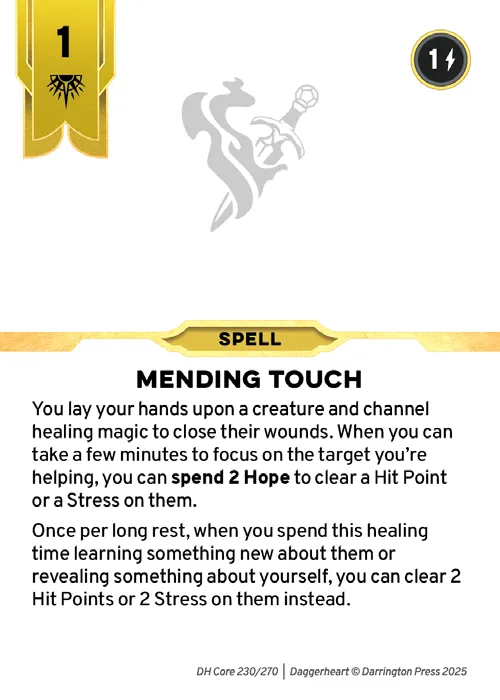 1
1
SPELL
MENDING TOUCH
You lay your hands upon a creature and channel
healing magic to close their wounds. When you can
take a few minutes to focus on the target you're
helping, you can spend 2 Hope to clear a Hit Point
or a Stress on them.
Once per long rest, when you spend this healing
time learning something new about them or
revealing something about yourself, you can clear 2
Hit Points or 2 Stress on them instead.
DH Core 230/270 | Daggerheart © Darrington Press 2025